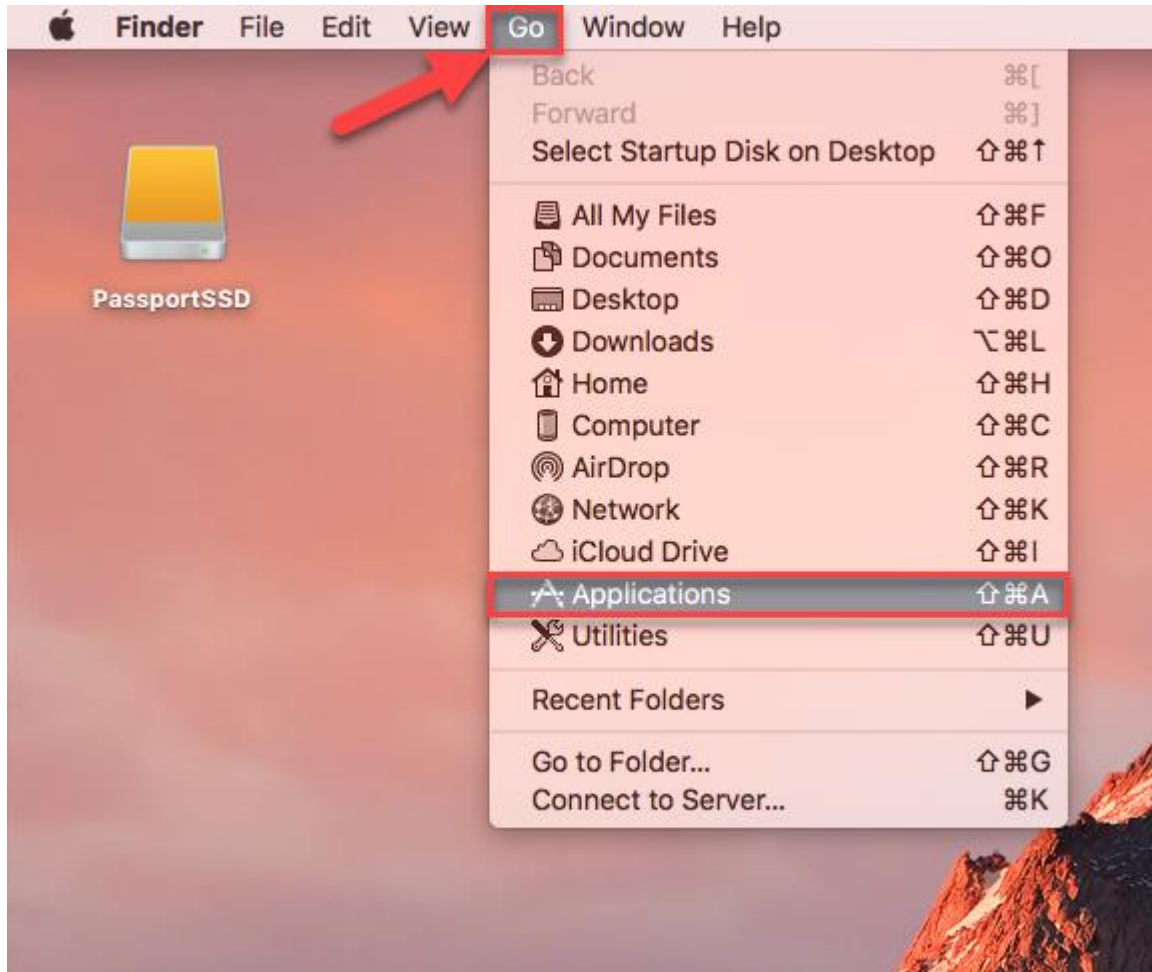 Finder File Edit View Go Window Help
Back ⌘[
Forward ⌘]
Select Startup Disk on Desktop ⇧⌘↑
All My Files ⇧⌘F
Documents ⇧⌘O
Desktop ⇧⌘D
Downloads ⌥⌘L
Home ⇧⌘H
Computer ⇧⌘C
AirDrop ⇧⌘R
Network ⇧⌘K
iCloud Drive ⇧⌘I
Applications ⇧⌘A
Utilities ⇧⌘U
Recent Folders
Go to Folder... ⇧⌘G
Connect to Server... ⌘K
PassportSSD